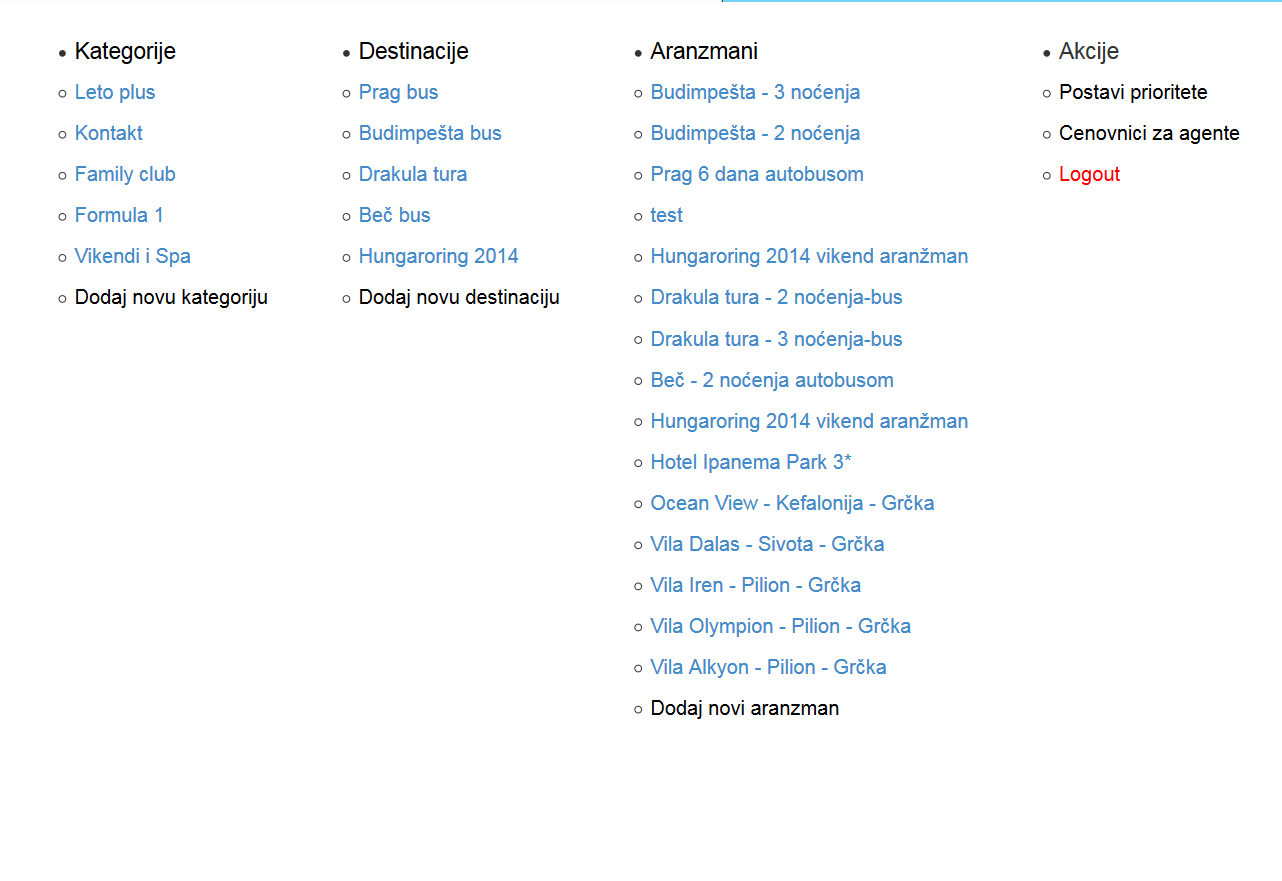 Kategorije
Leto plus
Kontakt
Family club
Formula 1
Vikendi i Spa
Dodaj novu kategoriju
Destinacije
Prag bus
Budimpešta bus
Drakula tura
Beč bus
Hungaroring 2014
Dodaj novu destinaciju
Aranzmani
Budimpešta - 3 noćenja
Budimpešta - 2 noćenja
Prag 6 dana autobusom
test
Hungaroring 2014 vikend aranžman
Drakula tura - 2 noćenja-bus
Drakula tura - 3 noćenja-bus
Beč - 2 noćenja autobusom
Hungaroring 2014 vikend aranžman
Hotel Ipanema Park 3*
Ocean View - Kefalonija - Grčka
Vila Dalas - Sivota - Grčka
Vila Iren - Pilion - Grčka
Vila Olympion - Pilion - Grčka
Vila Alkyon - Pilion - Grčka
Dodaj novi aranzman
Akcije
Postavi prioritete
Cenovnici za agente
Logout